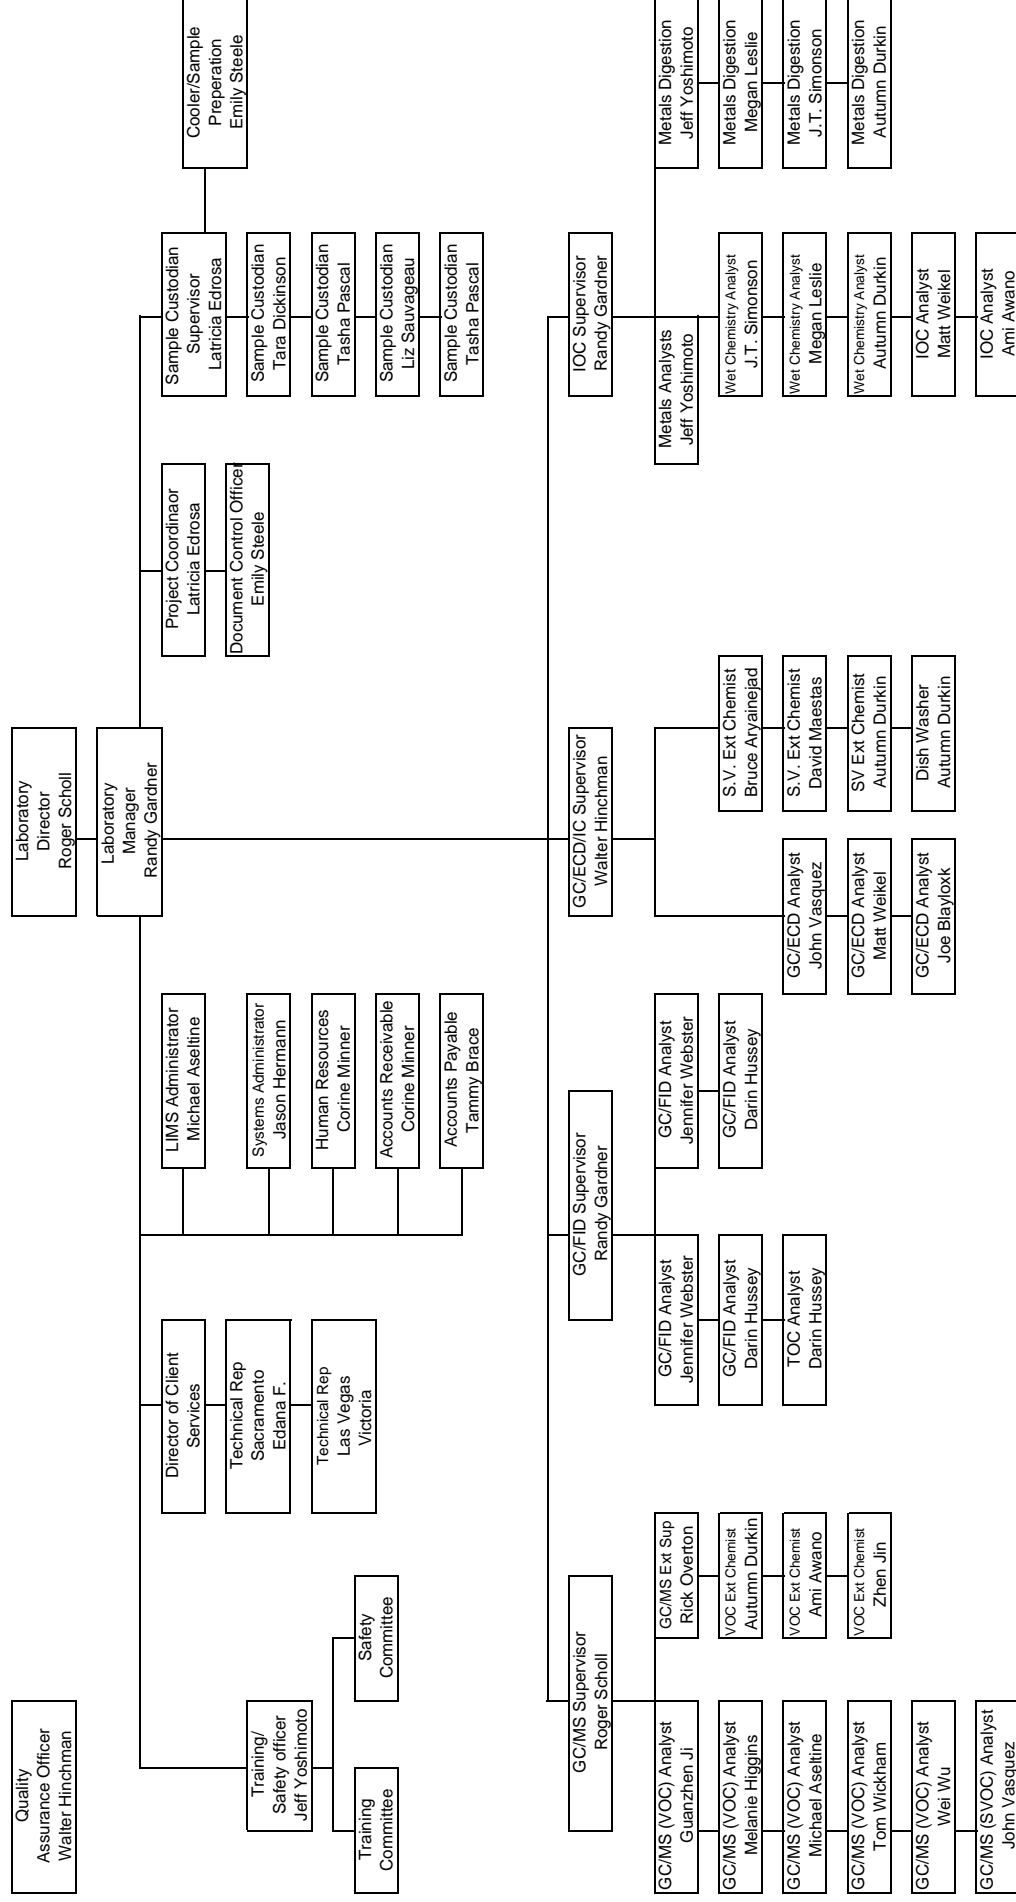 Quality
Assurance Officer
Walter Hinchman
Laboratory
Director
Roger Scholl
Laboratory
Manager
Randy Gardner
Training/
Safety officer
Jeff Yoshimoto
Training
Committee
Safety
Committee
Director of Client
Services
Technical Rep
Sacramento
Edana F.
Technical Rep
Las Vegas
Victoria
LIMS Administrator
Michael Aseltine
Systems Administrator
Jason Hermann
Human Resources
Corine Minner
Accounts Receivable
Corine Minner
Accounts Payable
Tammy Brace
Project Coordinaor
Latricia Edrosa
Document Control Officer
Emily Steele
Sample Custodian
Supervisor
Latricia Edrosa
Sample Custodian
Tara Dickinson
Sample Custodian
Tasha Pascal
Sample Custodian
Liz Sauvageau
Sample Custodian
Tasha Pascal
Cooler/Sample
Preperation
Emily Steele
GC/MS Supervisor
Roger Scholl
GC/MS (VOC) Analyst
Guanzhen Ji
GC/MS (VOC) Analyst
Melanie Higgins
GC/MS (VOC) Analyst
Michael Aseltine
GC/MS (VOC) Analyst
Tom Wickham
GC/MS (VOC) Analyst
Wei Wu
GC/MS (SVOC) Analyst
John Vasquez
GC/MS Ext Sup
Rick Overton
VOC Ext Chemist
Autumn Durkin
VOC Ext Chemist
Ami Awano
VOC Ext Chemist
Zhen Jin
GC/FID Supervisor
Randy Gardner
GC/FID Analyst
Jennifer Webster
GC/FID Analyst
Darin Hussey
TOC Analyst
Darin Hussey
GC/FID Analyst
Jennifer Webster
GC/FID Analyst
Darin Hussey
GC/ECD/IC Supervisor
Walter Hinchman
GC/ECD Analyst
John Vasquez
GC/ECD Analyst
Matt Weikel
GC/ECD Analyst
Joe Blayloxk
S.V. Ext Chemist
Bruce Aryainejad
S.V. Ext Chemist
David Maestas
SV Ext Chemist
Autumn Durkin
Dish Washer
Autumn Durkin
IOC Supervisor
Randy Gardner
Metals Analysts
Jeff Yoshimoto
Wet Chemistry Analyst
J.T. Simonson
Wet Chemistry Analyst
Megan Leslie
Wet Chemistry Analyst
Autumn Durkin
IOC Analyst
Matt Weikel
IOC Analyst
Ami Awano
Metals Digestion
Jeff Yoshimoto
Metals Digestion
Megan Leslie
Metals Digestion
J.T. Simonson
Metals Digestion
Autumn Durkin